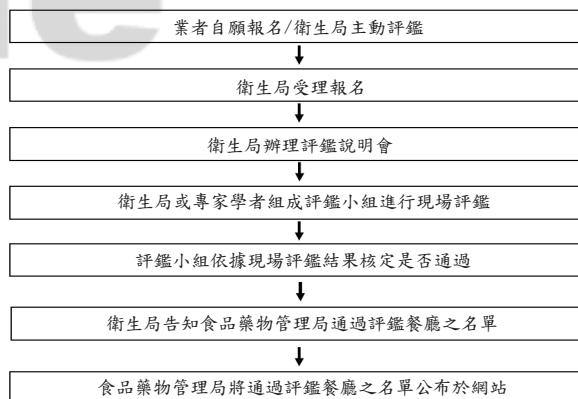 業者自願報名/衛生局主動評鑑
衛生局受理報名
衛生局辦理評鑑說明會
衛生局或專家學者組成評鑑小組進行現場評鑑
評鑑小組依據現場評鑑結果核定是否通過
衛生局告知食品藥物管理局通過評鑑餐廳之名單
食品藥物管理局將通過評鑑餐廳之名單公布於網站